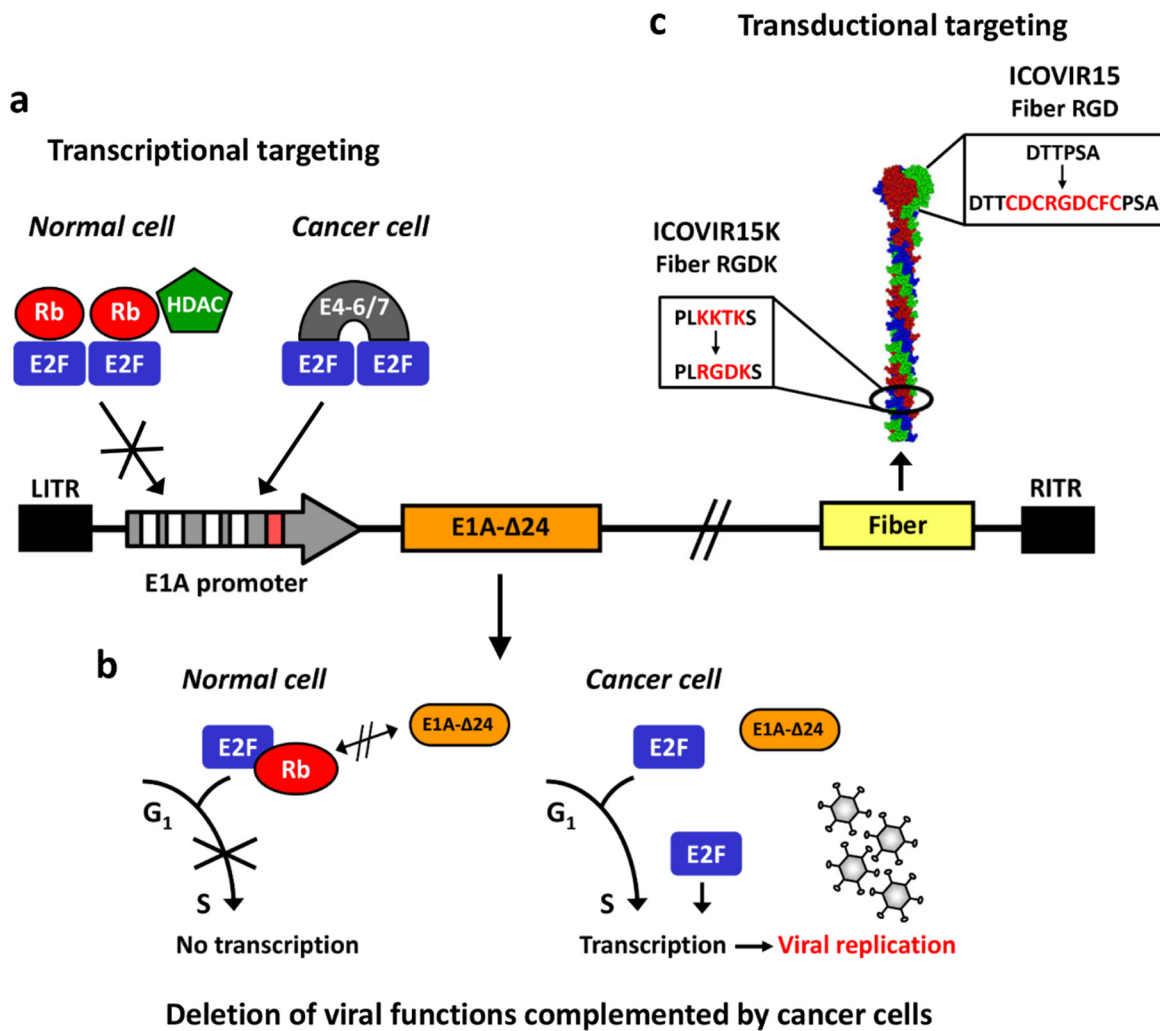 c
Transductional targeting
ICOVIR15
Fiber RGD
DTTPSA
DTTCDCRGDCFCPSA
ICOVIR15K
Fiber RGDK
PLKKTKS
PLRGDKS
a
Transcriptional targeting
Normal cell
Cancer cell
Rb
Rb
HDAC
E2F
E2F
E4-6/7
E2F
E2F
LITR
E1A promoter
E1A-Δ24
Fiber
RITR
b
Normal cell
E2F
Rb
E1A-Δ24
G1
S
No transcription
Cancer cell
E2F
E1A-Δ24
G1
E2F
S
Transcription
Viral replication
Deletion of viral functions complemented by cancer cells